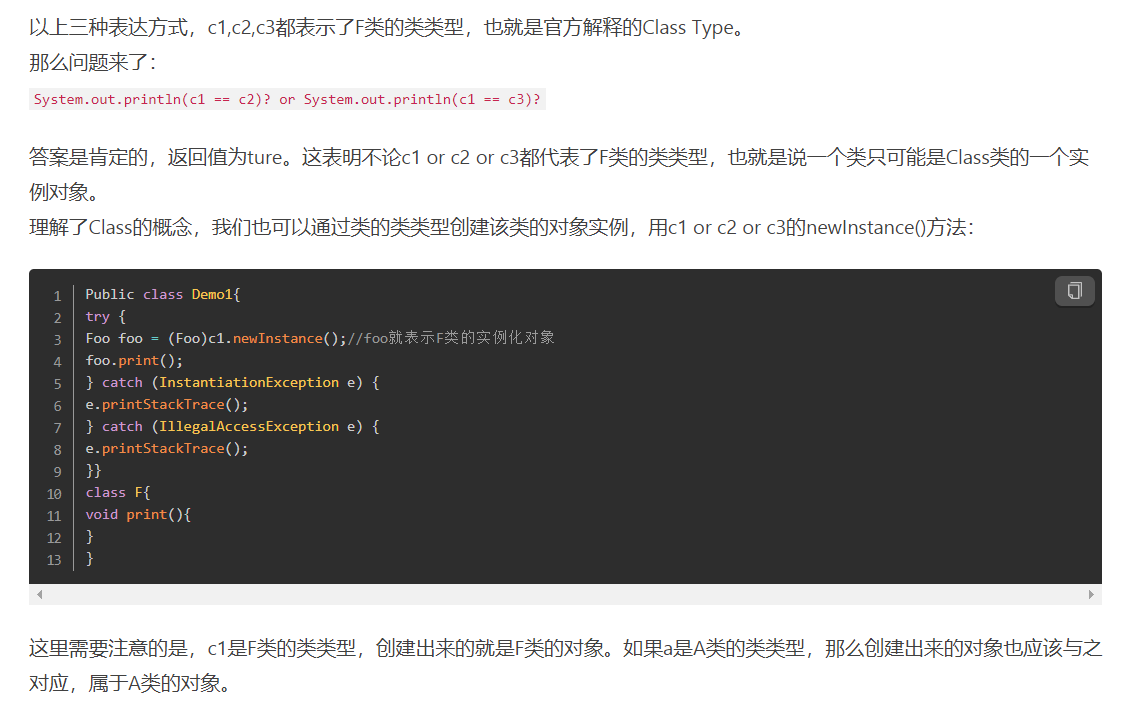 以上三种表达方式，c1,c2,c3都表示了F类的类类型，也就是官方解释的Class Type。
那么问题来了：
System.out.println(c1 == c2)? or System.out.println(c1 == c3)?
答案是肯定的，返回值为ture。这表明不论c1 or c2 or c3都代表了F类的类类型，也就是说一个类只可能是Class类的一个实
例对象。
理解了Class的概念，我们也可以通过类的类类型创建该类的对象实例，用c1 or c2 or c3的newInstance()方法：
1 Public class Demo1{
2 try {
3 Foo foo = (Foo)c1.newInstance();//foo就表示F类的实例化对象
4 foo.print();
5 } catch (InstantiationException e) {
6 e.printStackTrace();
7 } catch (IllegalAccessException e) {
8 e.printStackTrace();
9 }}
10 class F{
11 void print(){
12 }
13 }
这里需要注意的是，c1是F类的类类型，创建出来的就是F类的对象。如果a是A类的类类型，那么创建出来的对象也应该与之
对应，属于A类的对象。